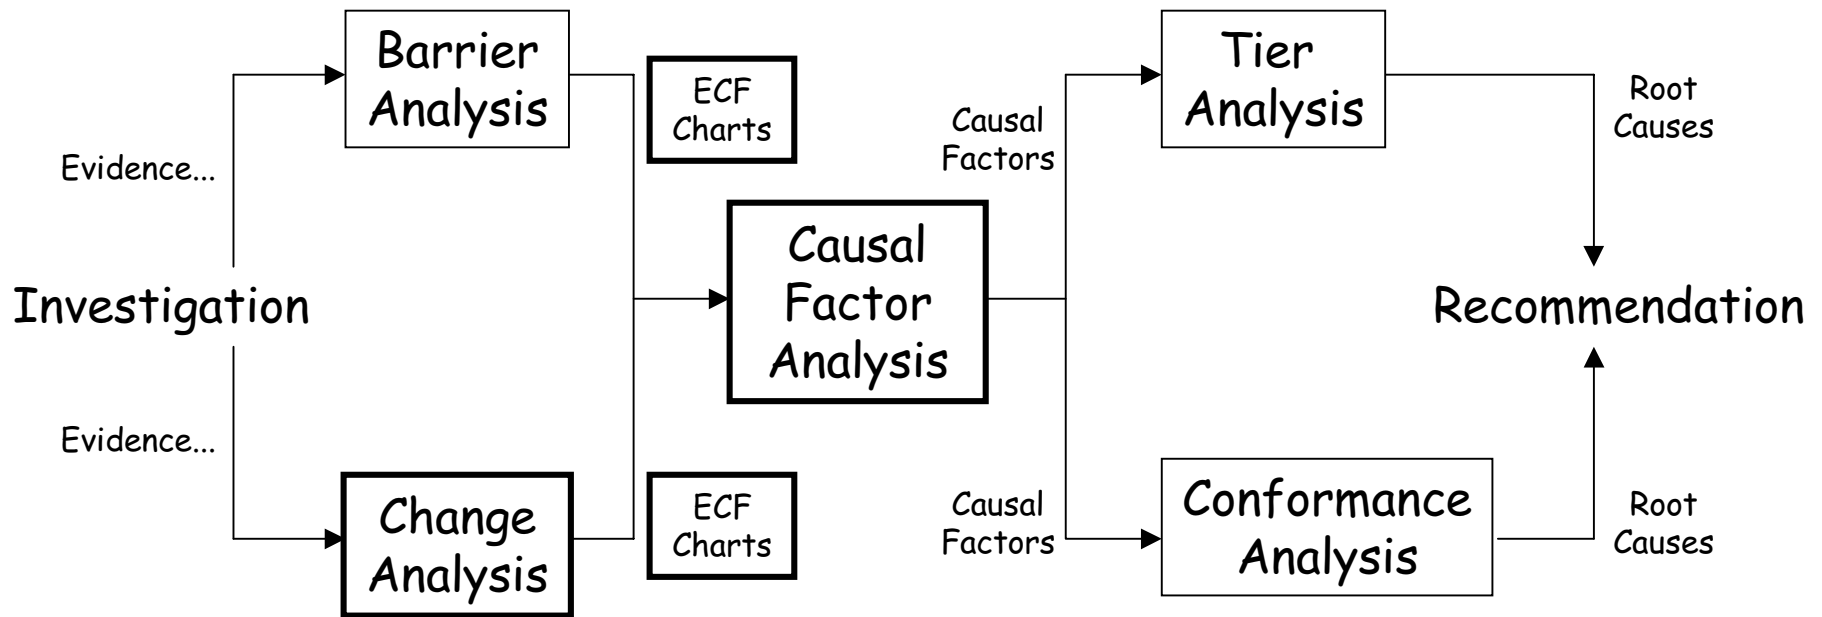 Barrier
Analysis
ECF
Charts
Tier
Analysis
Root
Causes
Causal
Factors
Evidence...
Causal
Factor
Analysis
Investigation
Recommendation
Evidence...
Change
Analysis
ECF
Charts
Causal
Factors
Conformance
Analysis
Root
Causes